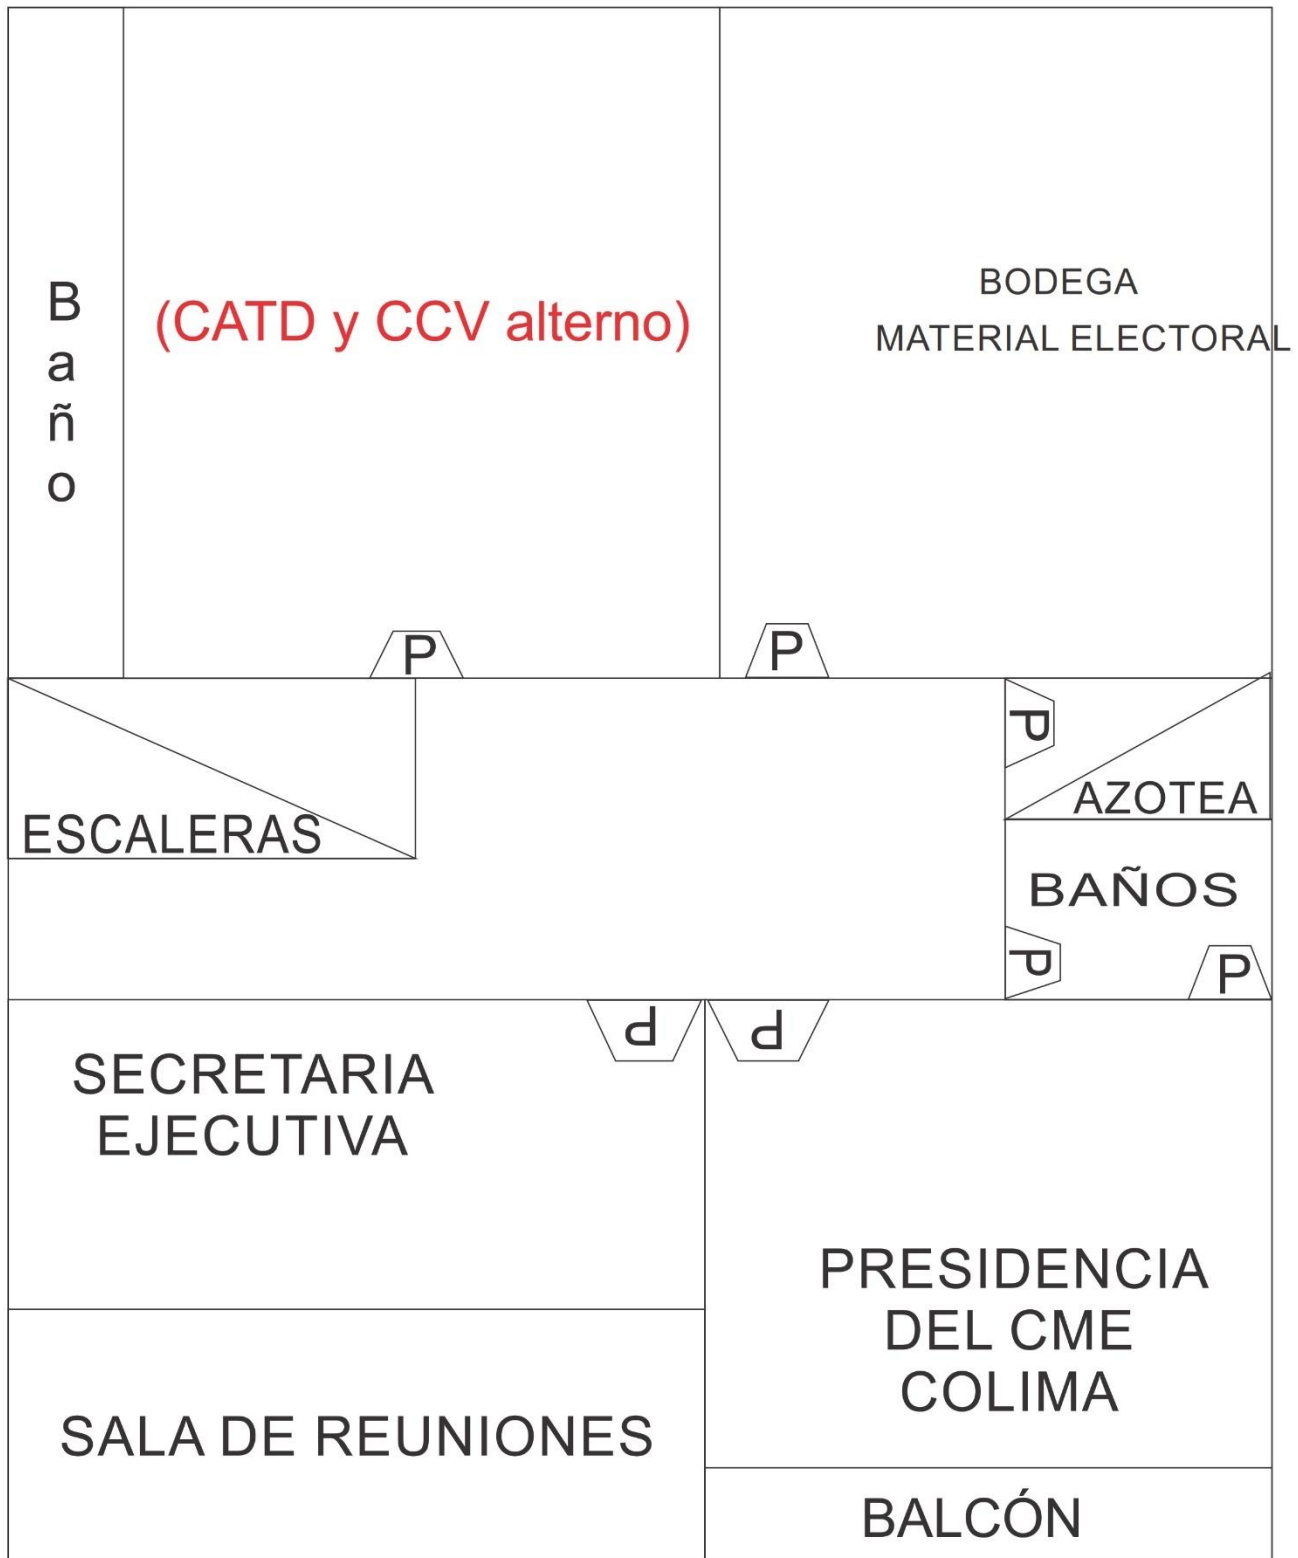 Baño
(CATD y CCV alterno)
BODEGA
MATERIAL ELECTORAL
P
P
P
ESCALERAS
AZOTEA
BAÑOS
P
P
P
P
SECRETARIA
EJECUTIVA
PRESIDENCIA
DEL CME
COLIMA
SALA DE REUNIONES
BALCÓN